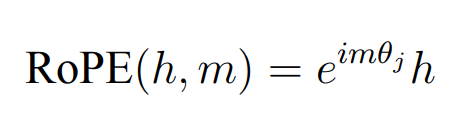 RoPE(h, m) = e^{imθ_j} h